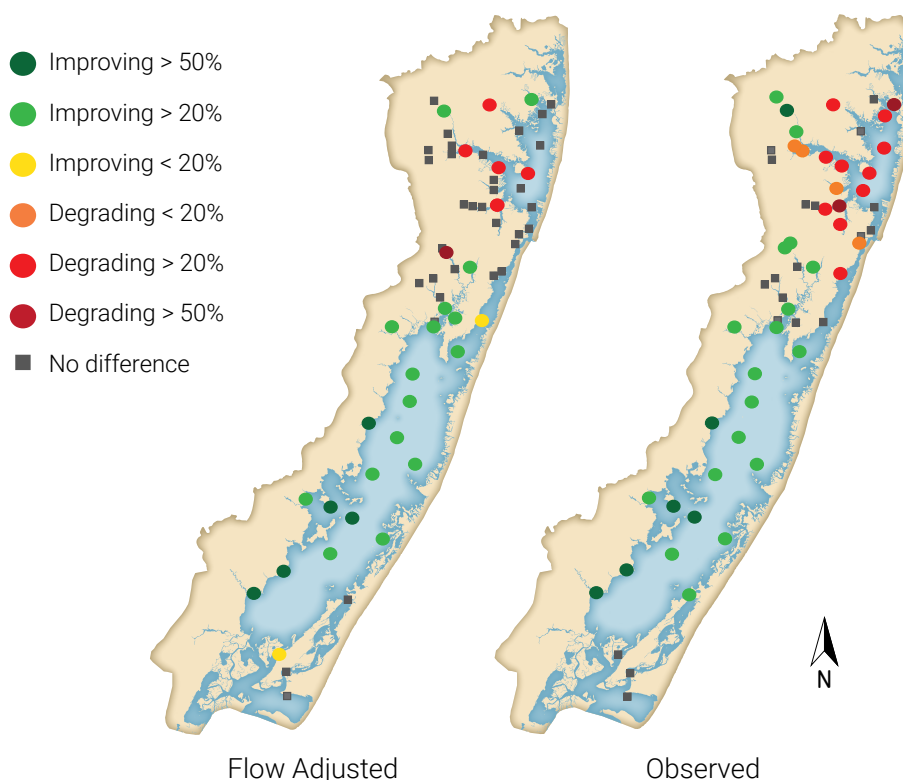 Improving > 50%
Improving > 20%
Improving < 20%
Degrading < 20%
Degrading > 20%
Degrading > 50%
No difference
N
Flow Adjusted
Observed